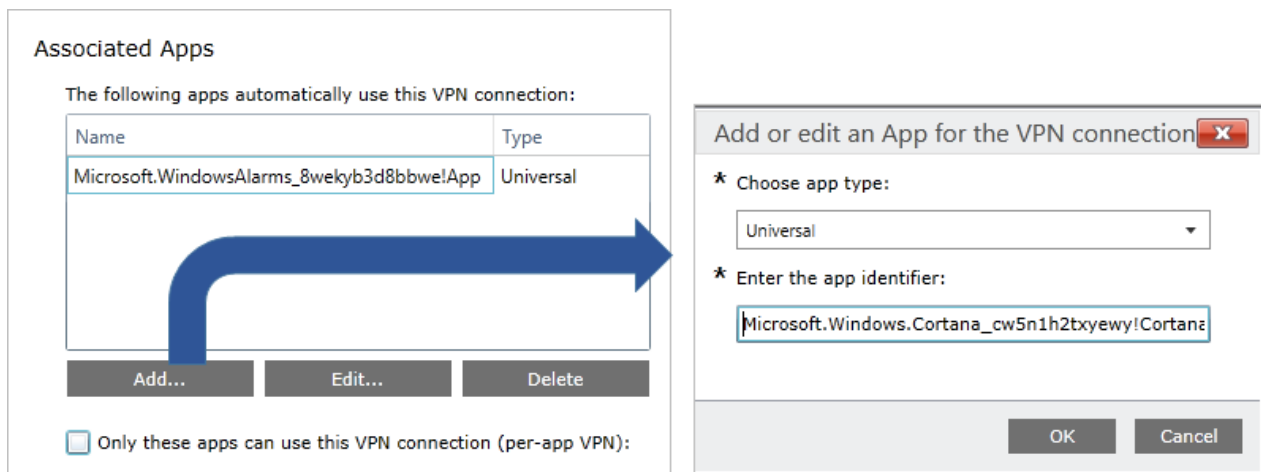 Associated Apps
The following apps automatically use this VPN connection:
Name Type
Microsoft.WindowsAlarms_8wekyb3d8bbwe!App Universal
Add... Edit... Delete
Only these apps can use this VPN connection (per-app VPN):
Add or edit an App for the VPN connection
* Choose app type:
Universal
* Enter the app identifier:
Microsoft.Windows.Cortana_cw5n1h2txyewy!Cortana
OK Cancel